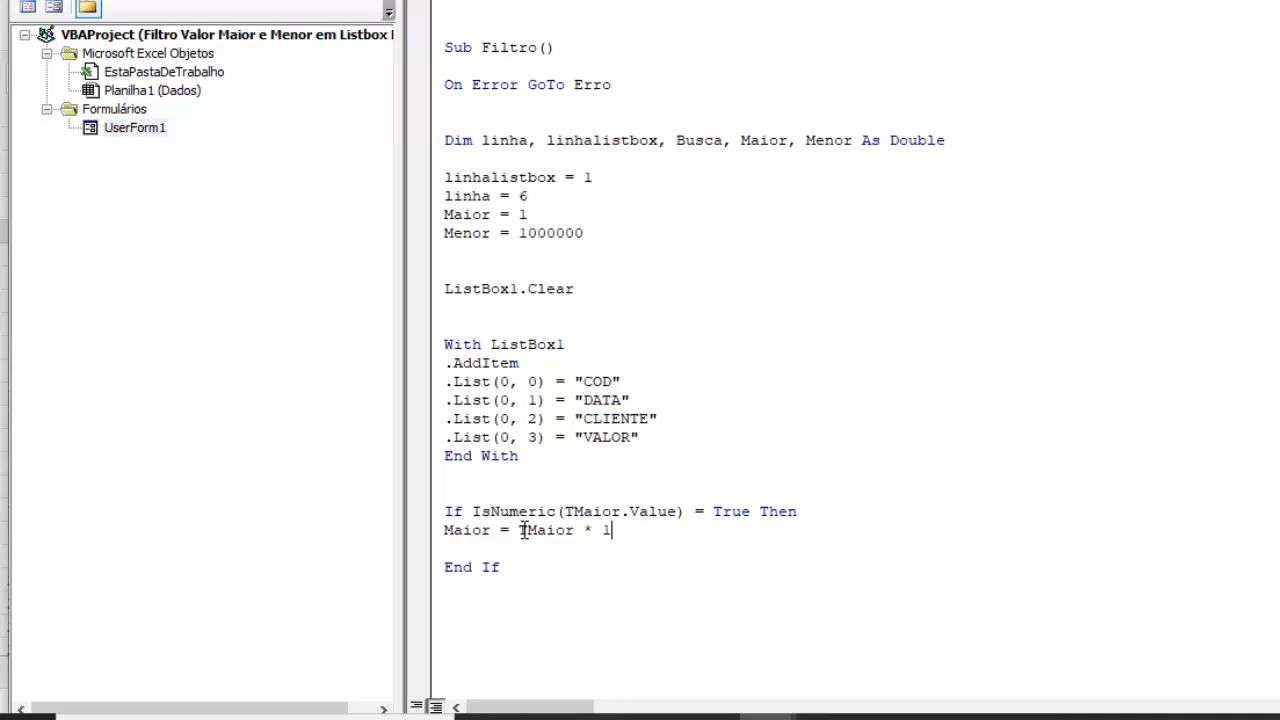 VBAProject (Filtro Valor Maior e Menor em Listbox
Microsoft Excel Objetos
EstaPastaDeTrabalho
Planilha1 (Dados)
Formulários
UserForm1
Sub Filtro()
On Error GoTo Erro
Dim linha, linhalistbox, Busca, Maior, Menor As Double
linhalistbox = 1
linha = 6
Maior = 1
Menor = 1000000
ListBox1.Clear
With ListBox1
.AddItem
.List(0, 0) = "COD"
.List(0, 1) = "DATA"
.List(0, 2) = "CLIENTE"
.List(0, 3) = "VALOR"
End With
If IsNumeric(TMaior.Value) = True Then
Maior = TMaior * 1
End If